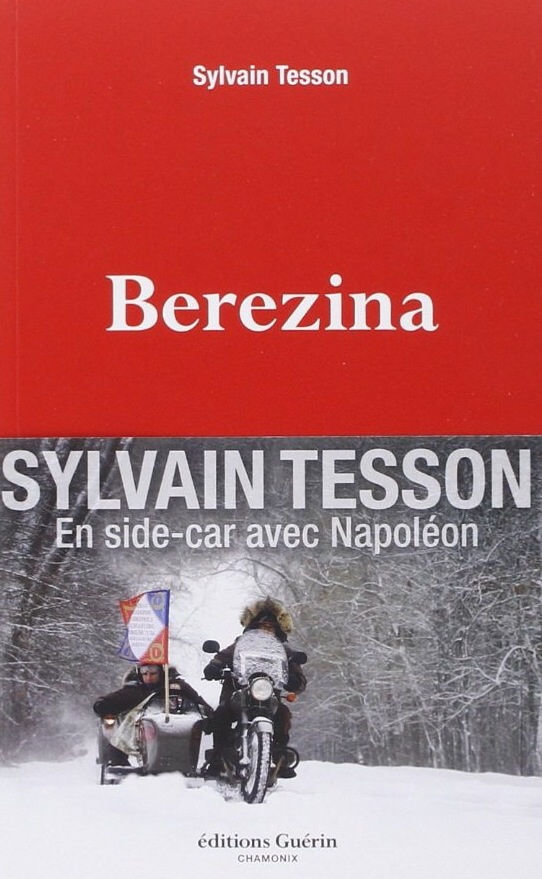 Sylvain Tesson
Berezina
SYLVAIN TESSON
En side-car avec Napoléon
éditions Guérin
CHAMONIX